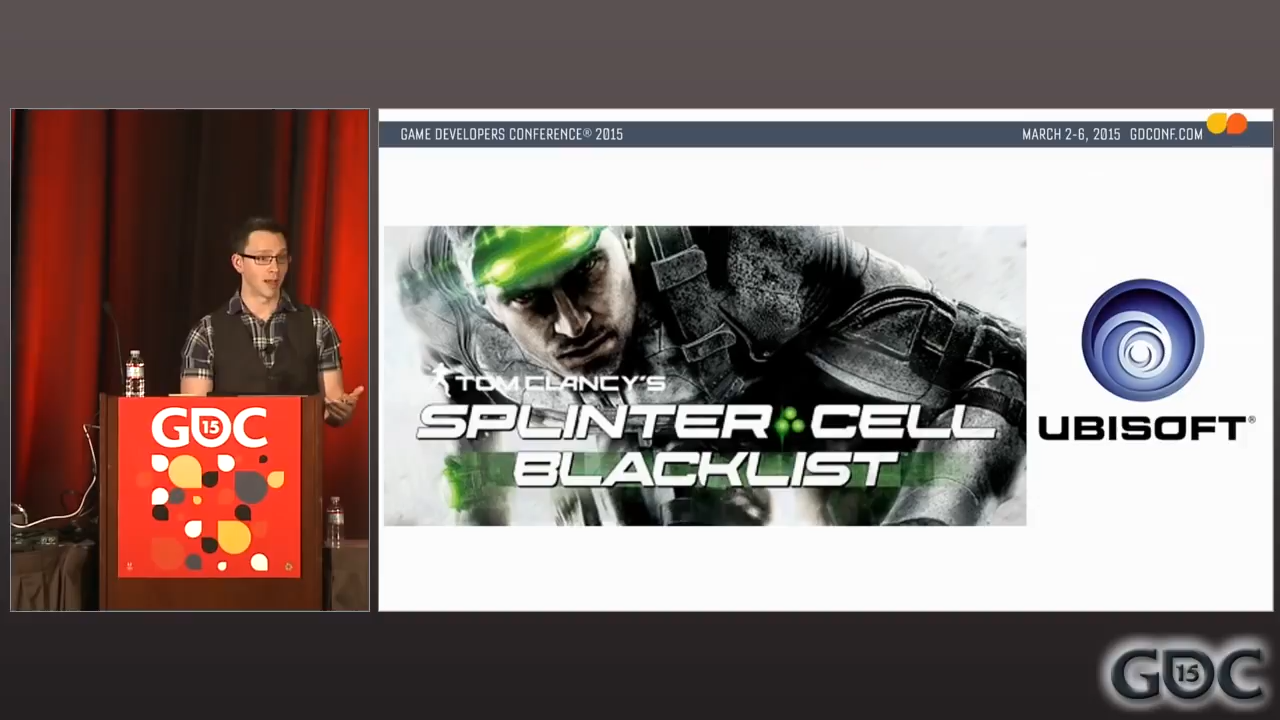 GAME DEVELOPERS CONFERENCE® 2015
MARCH 2-6, 2015 GDCONF.COM
TOM CLANCY'S
SPLINTER CELL
BLACKLIST
UBISOFT®
GDC
15
GDC
15